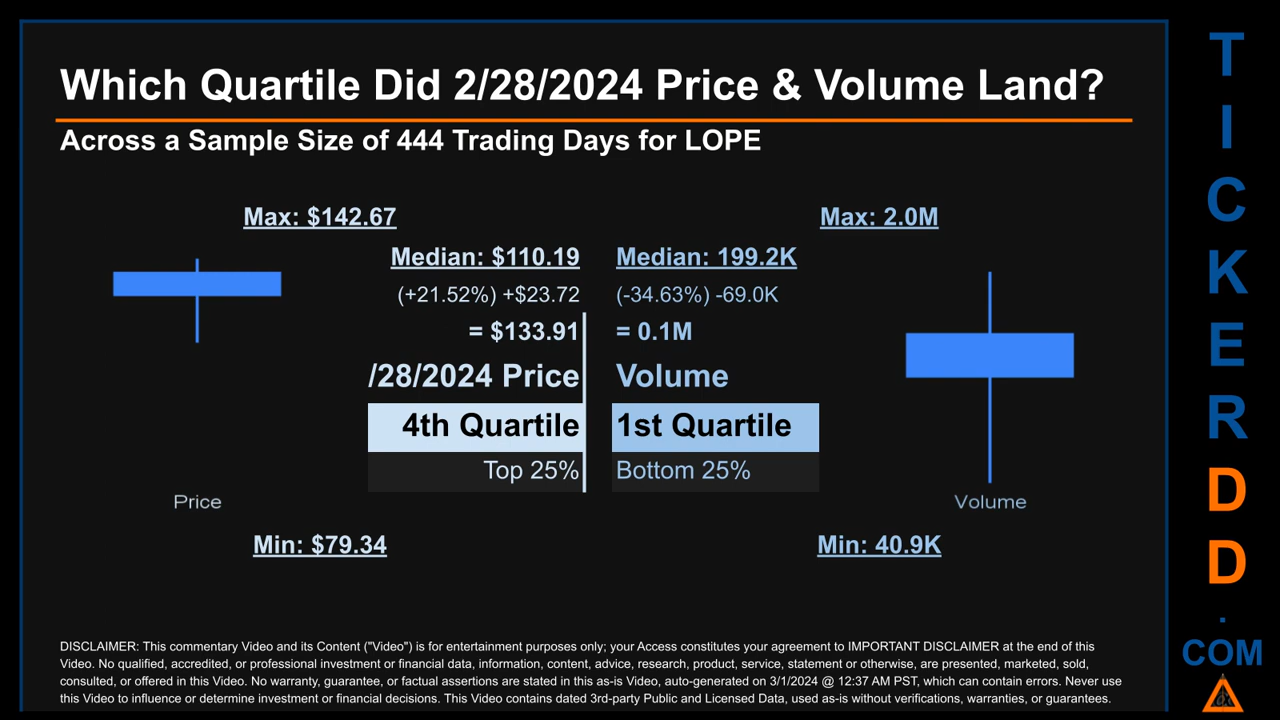 Which Quartile Did 2/28/2024 Price & Volume Land?
Across a Sample Size of 444 Trading Days for LOPE
Max: $142.67
Median: $110.19
(+21.52%) +$23.72
= $133.91
/28/2024 Price
4th Quartile
Top 25%
Price
Min: $79.34
Max: 2.0M
Median: 199.2K
(-34.63%) -69.0K
= 0.1M
Volume
1st Quartile
Bottom 25%
Volume
Min: 40.9K
DISCLAIMER: This commentary Video and its Content ("Video") is for entertainment purposes only; your Access constitutes your agreement to IMPORTANT DISCLAIMER at the end of this
Video. No qualified, accredited, or professional investment or financial data, information, content, advice, research, product, service, statement or otherwise, are presented, marketed, sold,
consulted, or offered in this Video. No warranty, guarantee, or factual assertions are stated in this as-is Video, auto-generated on 3/1/2024 @ 12:37 AM PST, which can contain errors. Never use
this Video to influence or determine investment or financial decisions. This Video contains dated 3rd-party Public and Licensed Data, used as-is without verifications, warranties, or guarantees.
T
I
C
K
E
R
D
D
.
COM